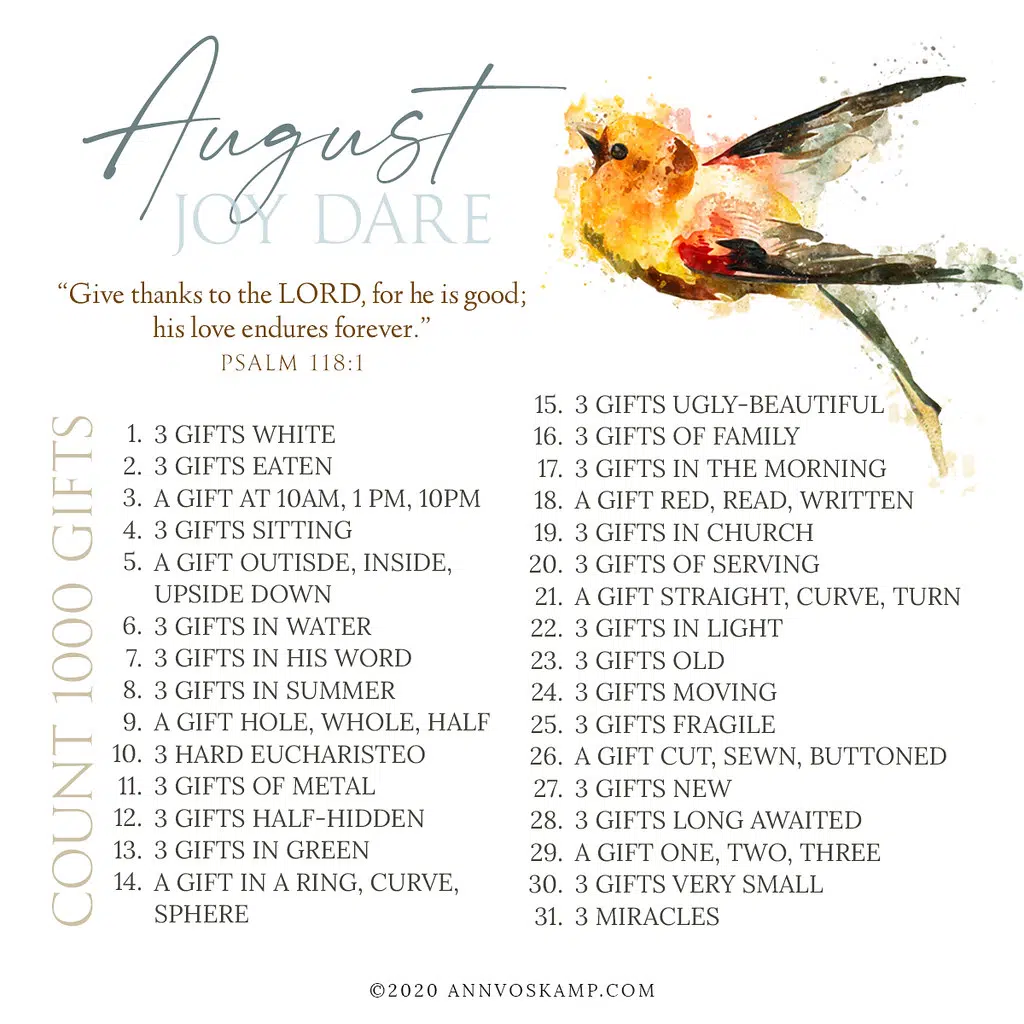 August
JOY DARE
“Give thanks to the LORD, for he is good;
his love endures forever.”
PSALM 118:1
COUNT 1000 GIFTS
1. 3 GIFTS WHITE
2. 3 GIFTS EATEN
3. A GIFT AT 10AM, 1 PM, 10PM
4. 3 GIFTS SITTING
5. A GIFT OUTISDE, INSIDE,
UPSIDE DOWN
6. 3 GIFTS IN WATER
7. 3 GIFTS IN HIS WORD
8. 3 GIFTS IN SUMMER
9. A GIFT HOLE, WHOLE, HALF
10. 3 HARD EUCHARISTEO
11. 3 GIFTS OF METAL
12. 3 GIFTS HALF-HIDDEN
13. 3 GIFTS IN GREEN
14. A GIFT IN A RING, CURVE,
SPHERE
15. 3 GIFTS UGLY-BEAUTIFUL
16. 3 GIFTS OF FAMILY
17. 3 GIFTS IN THE MORNING
18. A GIFT RED, READ, WRITTEN
19. 3 GIFTS IN CHURCH
20. 3 GIFTS OF SERVING
21. A GIFT STRAIGHT, CURVE, TURN
22. 3 GIFTS IN LIGHT
23. 3 GIFTS OLD
24. 3 GIFTS MOVING
25. 3 GIFTS FRAGILE
26. A GIFT CUT, SEWN, BUTTONED
27. 3 GIFTS NEW
28. 3 GIFTS LONG AWAITED
29. A GIFT ONE, TWO, THREE
30. 3 GIFTS VERY SMALL
31. 3 MIRACLES
©2020 ANNVOSKAMP.COM